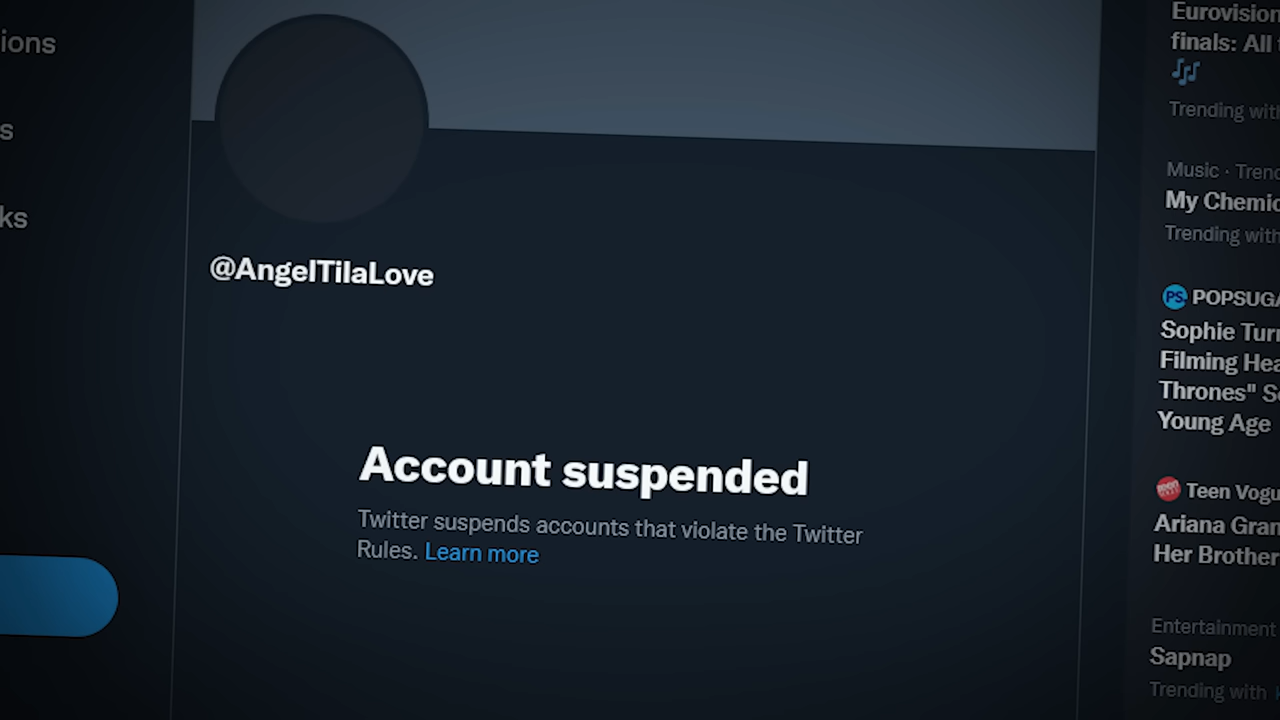 ions
s
ks
@AngelTilaLove
Account suspended
Twitter suspends accounts that violate the Twitter
Rules. Learn more
Eurovision
finals: All
🎶
Trending with
Music · Trend
My Chemic
Trending with
PS POPSUGA
Sophie Turn
Filming Hea
Thrones" Se
Young Age
Teen Vogu
Ariana Gran
Her Brother
Entertainment
Sapnap
Trending with